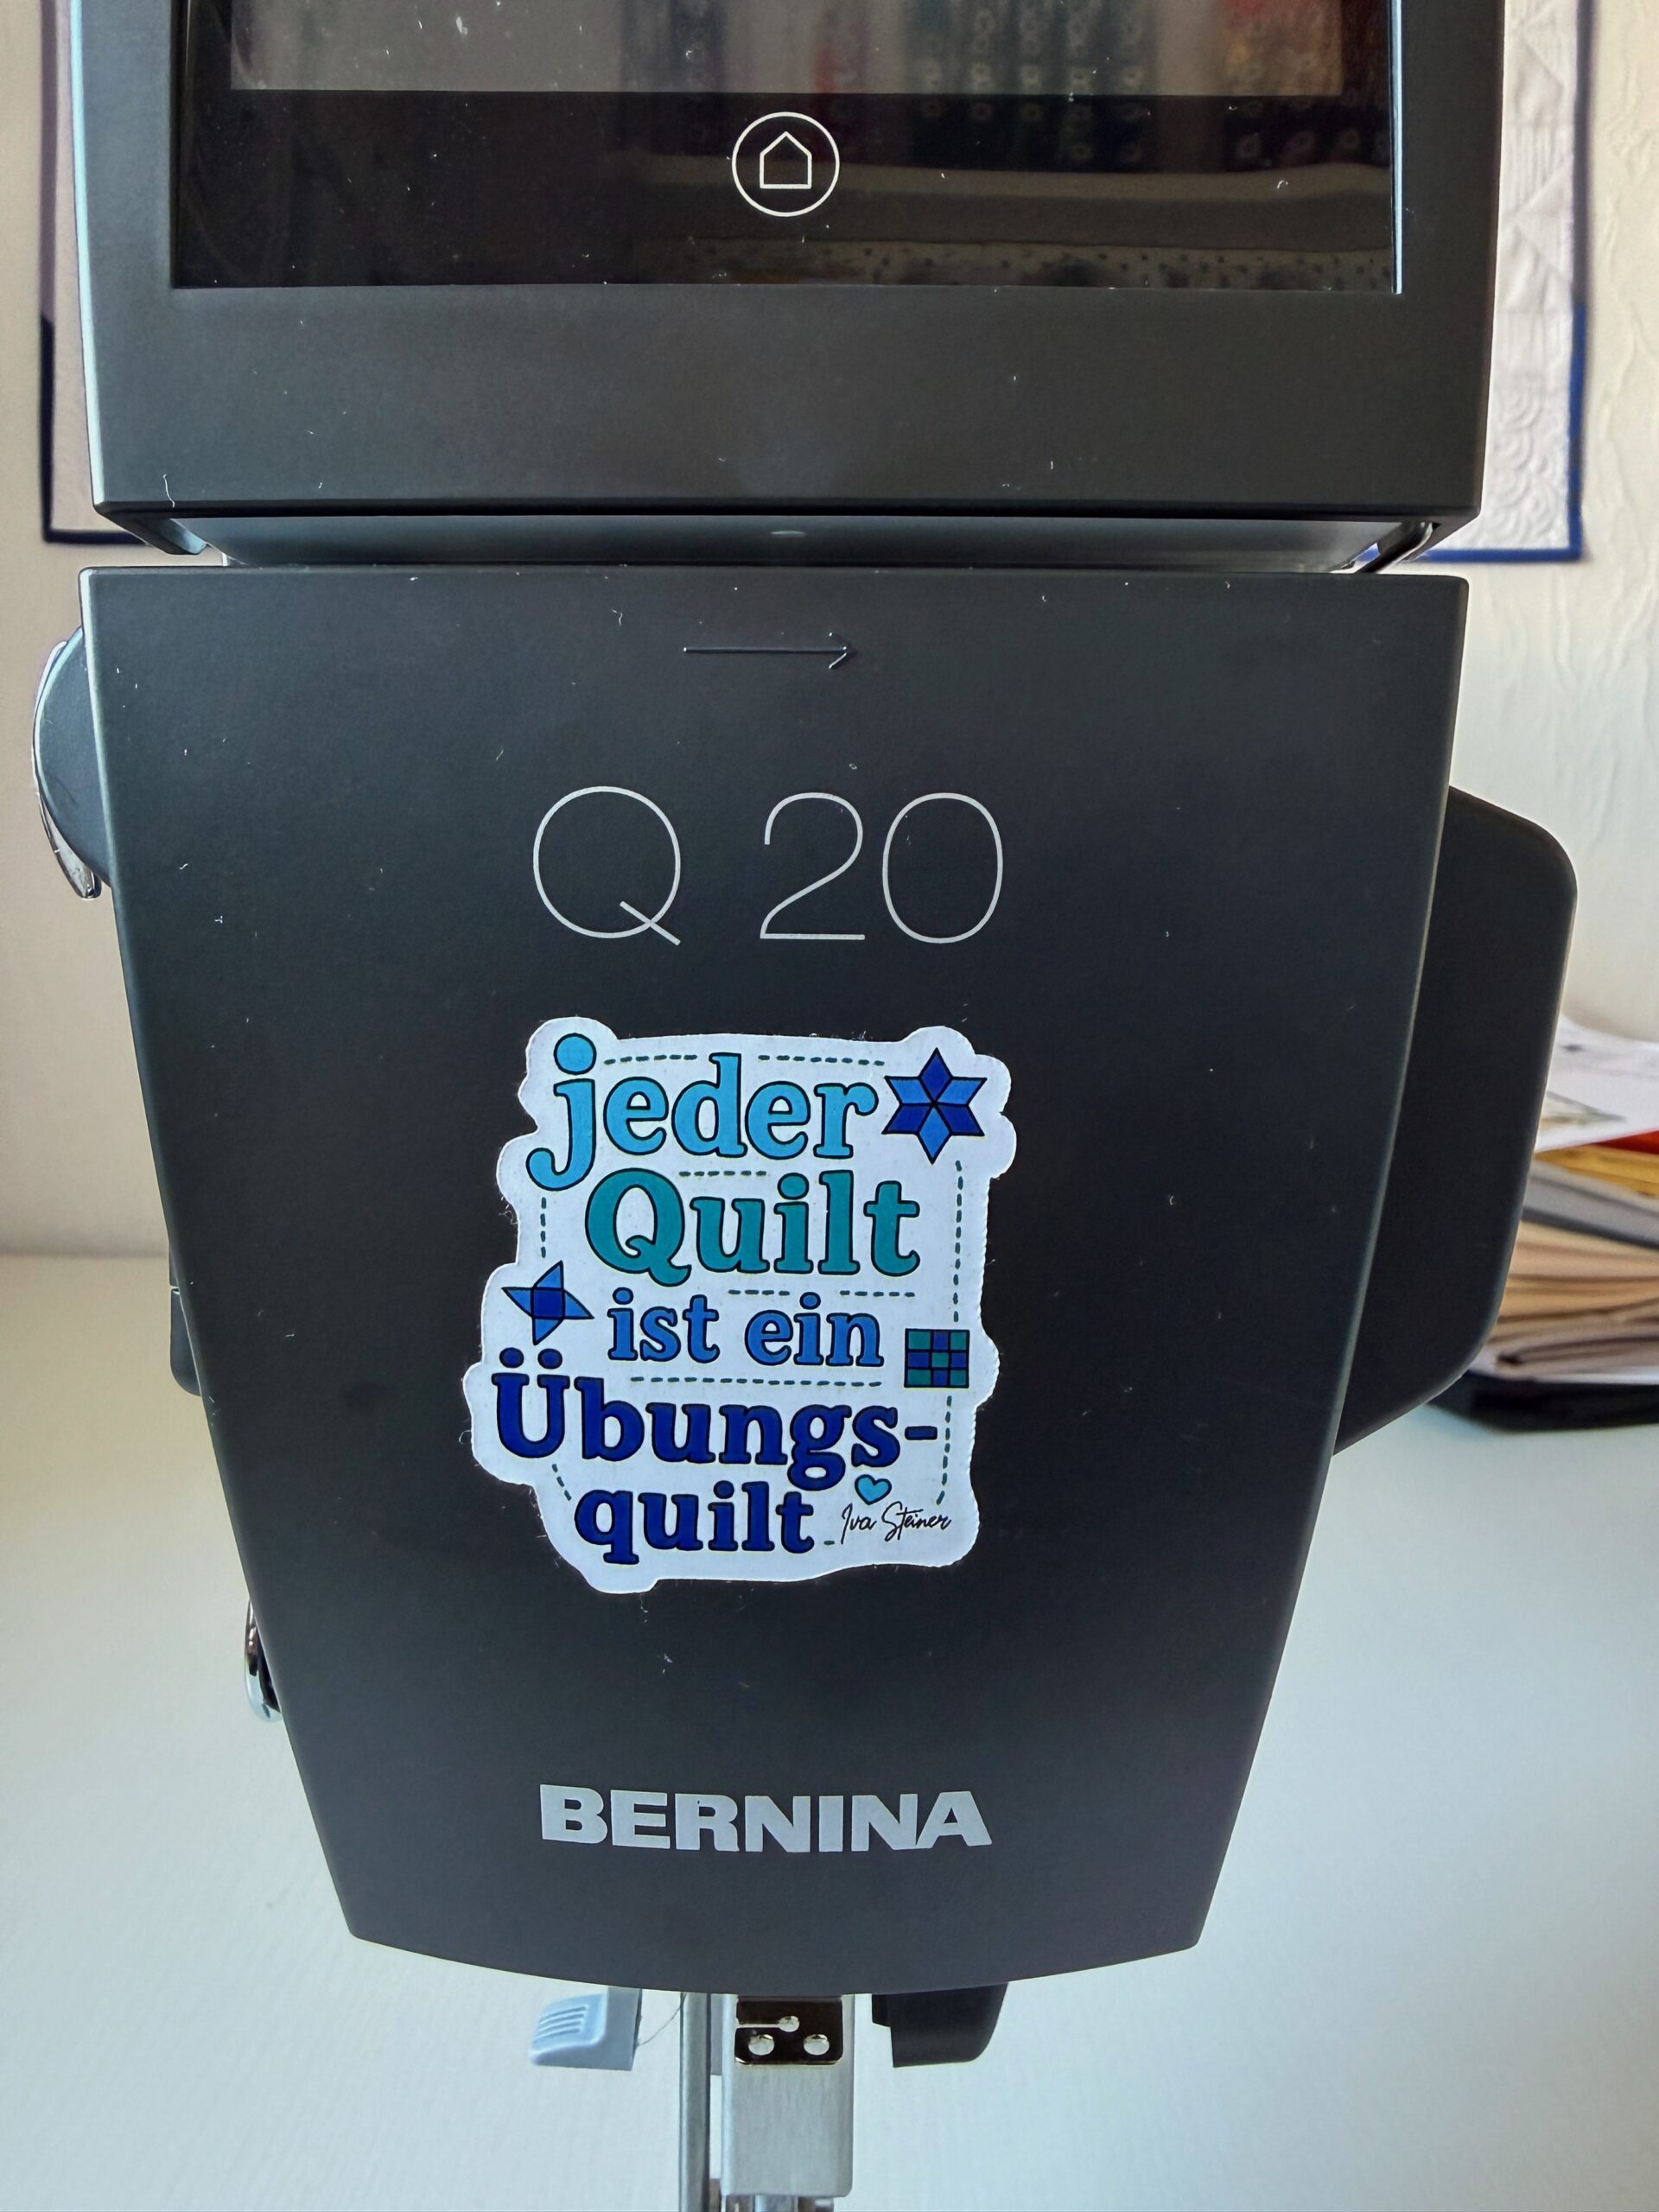 Q 20
jeder
Quilt
ist ein
Übungs-
quilt
Iva Steiner
BERNINA